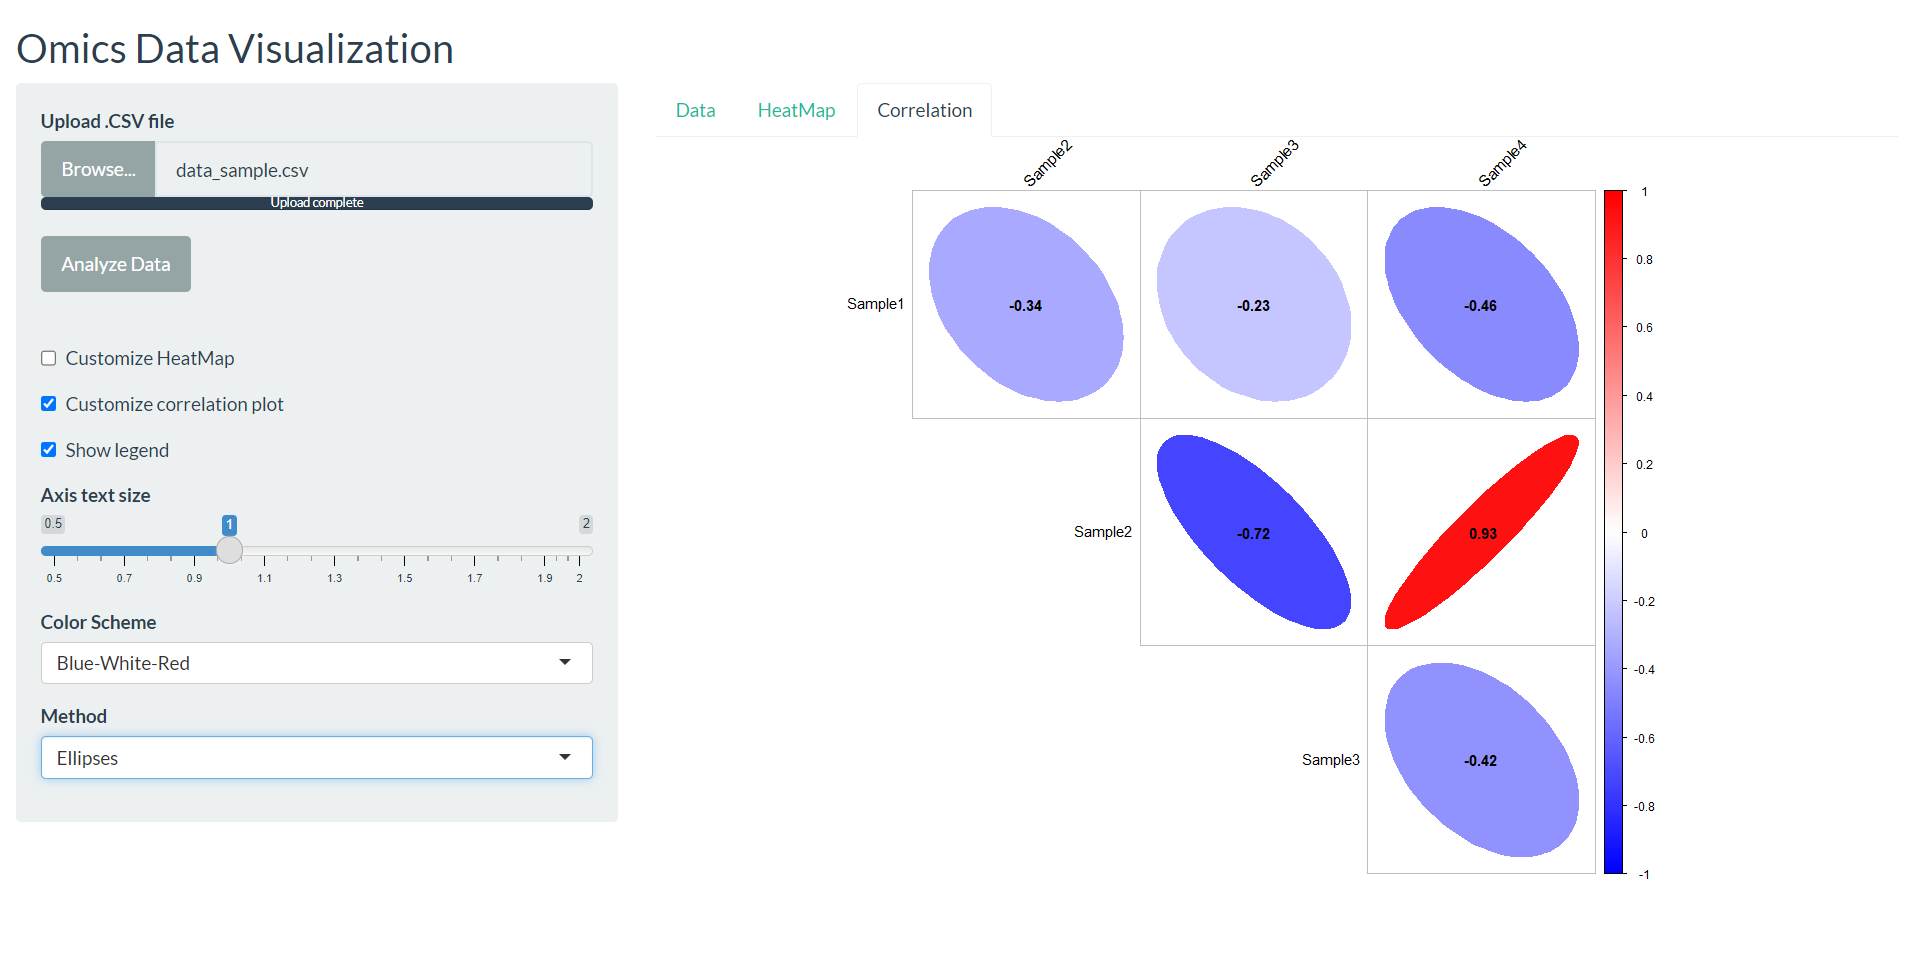 Omics Data Visualization
Upload .CSV file
Browse... data_sample.csv
Upload complete
Analyze Data
Customize HeatMap
Customize correlation plot
Show legend
Axis text size
0.5 1 2
0.5 0.7 0.9 1.1 1.3 1.5 1.7 1.9 2
Color Scheme
Blue-White-Red
Method
Ellipses
Data HeatMap Correlation
Sample2 Sample3 Sample4
Sample1 -0.34 -0.23 -0.46
Sample2 -0.72 0.93
Sample3 -0.42
1
0.8
0.6
0.4
0.2
0
-0.2
-0.4
-0.6
-0.8
-1